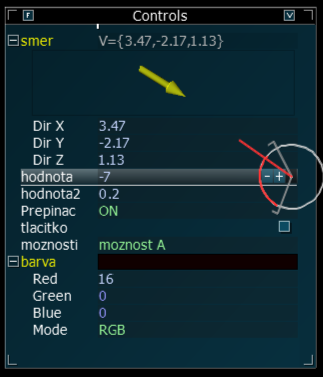 Controls
smer V={3.47,-2.17,1.13}
Dir X 3.47
Dir Y -2.17
Dir Z 1.13
hodnota -7 - +
hodnota2 0.2
Prepinac ON
tlacitko
moznosti moznost A
barva
Red 16
Green 0
Blue 0
Mode RGB